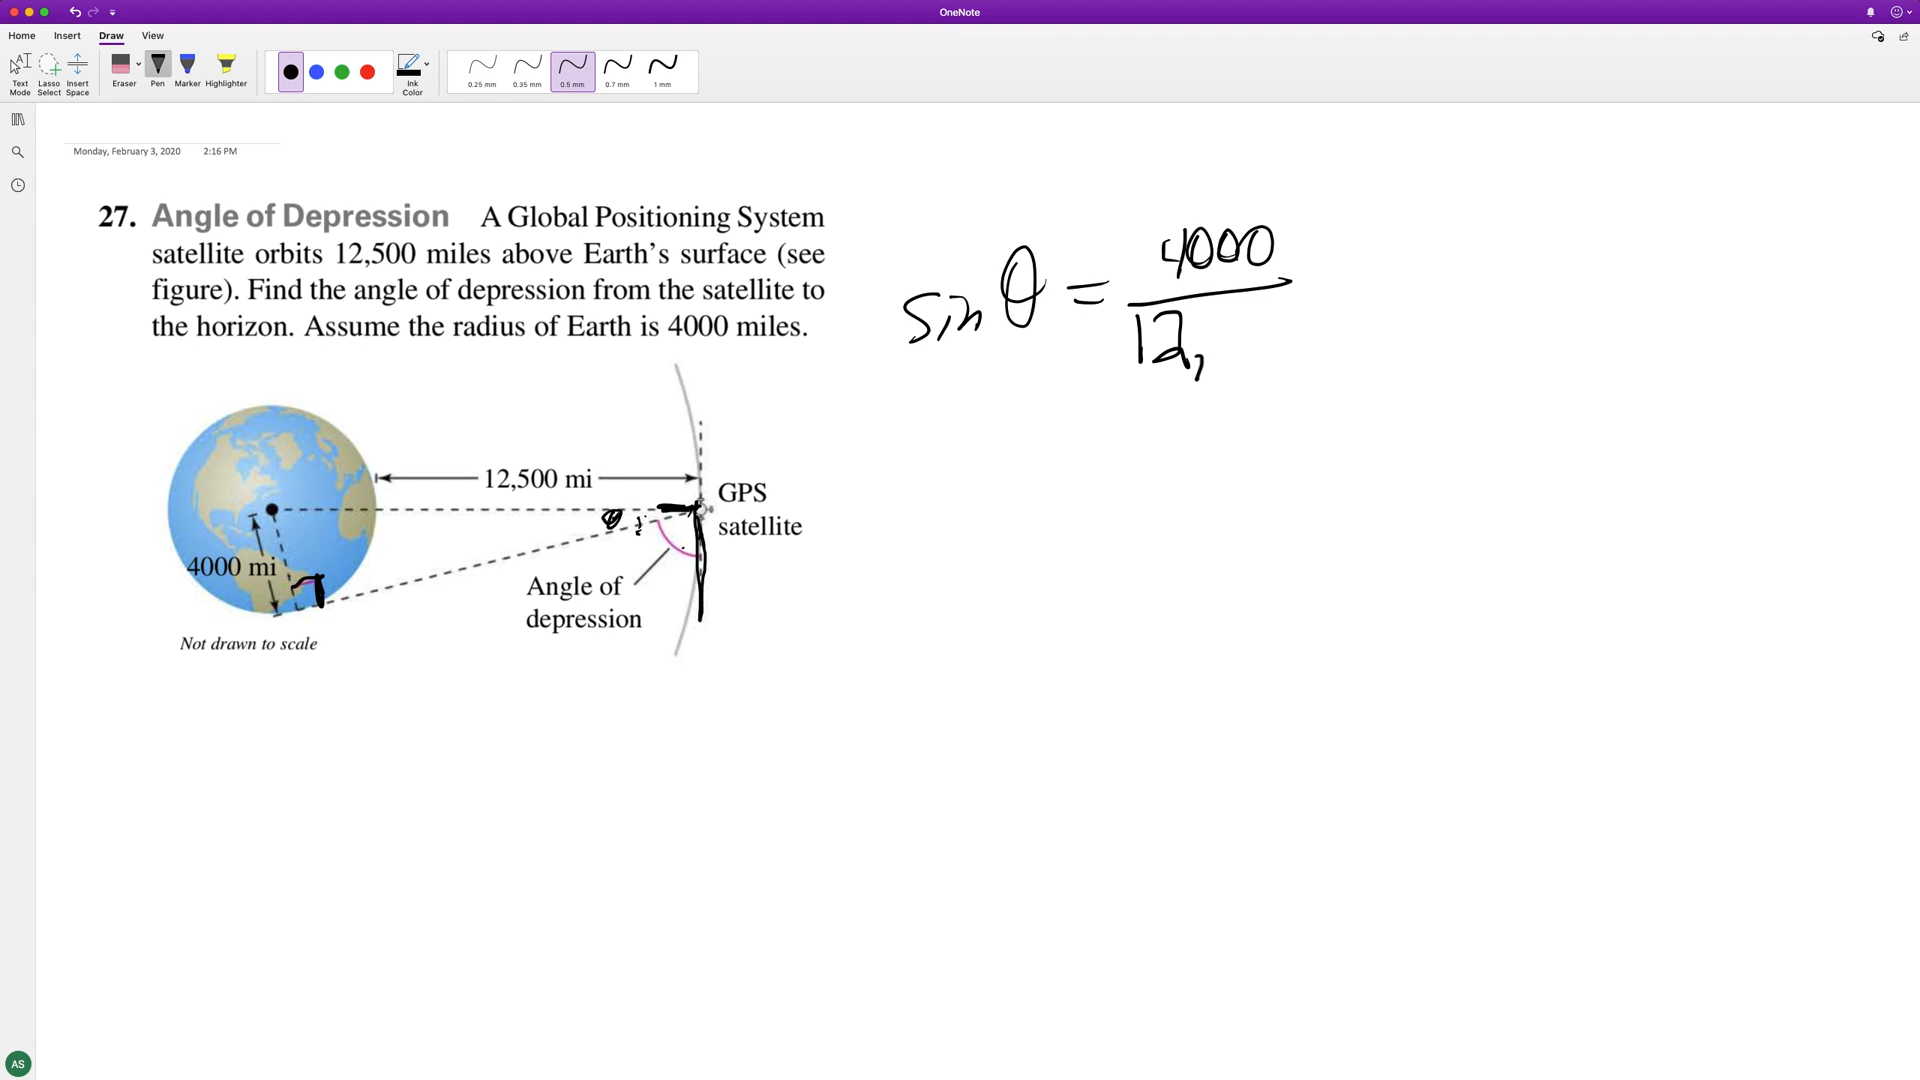 OneNote
Home Insert Draw View
Text Mode
Lasso Select
Insert Space
Eraser
Pen
Marker
Highlighter
Ink Color
0.25 mm
0.35 mm
0.5 mm
0.7 mm
1 mm
Monday, February 3, 2020 2:16 PM
27. Angle of Depression A Global Positioning System
satellite orbits 12,500 miles above Earth's surface (see
figure). Find the angle of depression from the satellite to
the horizon. Assume the radius of Earth is 4000 miles.
sin θ = 4000
12,
12,500 mi
GPS
satellite
θ
4000 mi
Angle of
depression
Not drawn to scale
AS